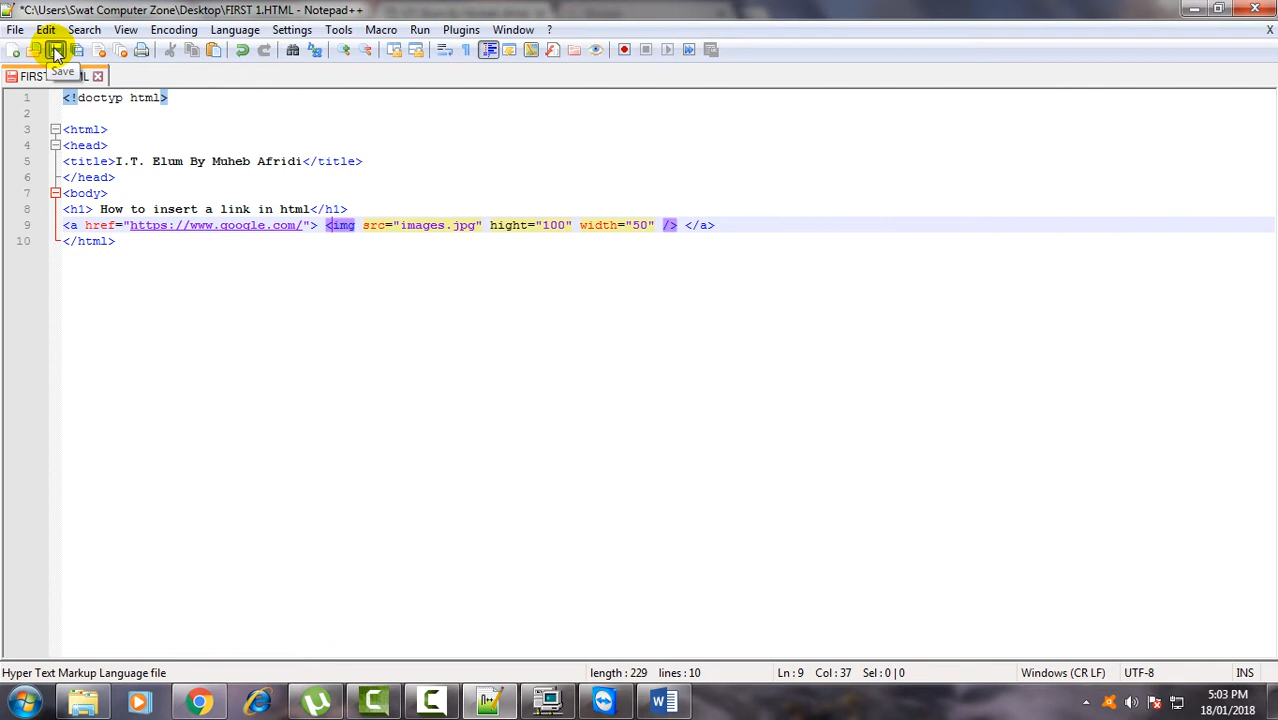 *C:\Users\Swat Computer Zone\Desktop\FIRST 1.HTML - Notepad++
File Edit Search View Encoding Language Settings Tools Macro Run Plugins Window ? X
Save
FIRST
1 <!doctyp html>
2
3 <html>
4 <head>
5 <title>I.T. Elum By Muheb Afridi</title>
6 </head>
7 <body>
8 <h1> How to insert a link in html</h1>
9 <a href="https://www.google.com/"> <img src="images.jpg" hight="100" width="50" /> </a>
10 </html>
Hyper Text Markup Language file length : 229 lines : 10 Ln : 9 Col : 37 Sel : 0 | 0 Windows (CR LF) UTF-8 INS
5:03 PM
18/01/2018